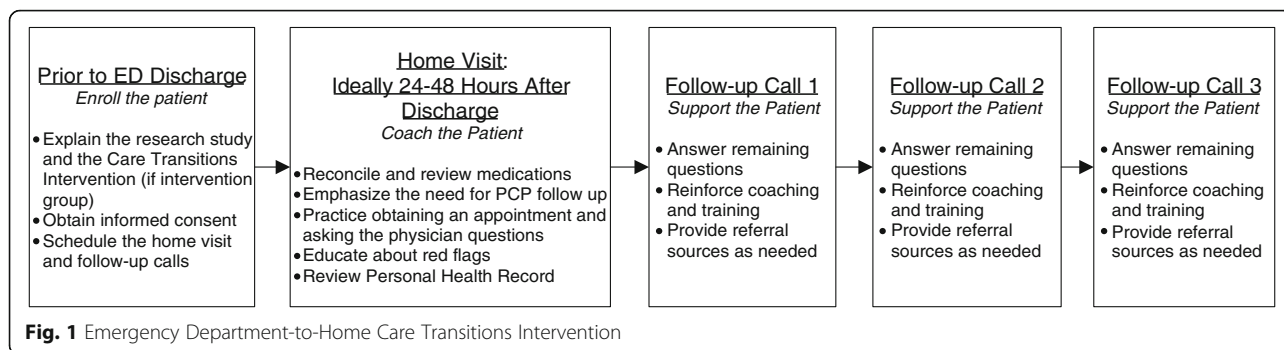 Prior to ED Discharge
Enroll the patient
• Explain the research study
and the Care Transitions
Intervention (if intervention
group)
• Obtain informed consent
• Schedule the home visit
and follow-up calls
Home Visit:
Ideally 24-48 Hours After
Discharge
Coach the Patient
• Reconcile and review medications
• Emphasize the need for PCP follow up
• Practice obtaining an appointment and
asking the physician questions
• Educate about red flags
• Review Personal Health Record
Follow-up Call 1
Support the Patient
• Answer remaining
questions
• Reinforce coaching
and training
• Provide referral
sources as needed
Follow-up Call 2
Support the Patient
• Answer remaining
questions
• Reinforce coaching
and training
• Provide referral
sources as needed
Follow-up Call 3
Support the Patient
• Answer remaining
questions
• Reinforce coaching
and training
• Provide referral
sources as needed
Fig. 1 Emergency Department-to-Home Care Transitions Intervention